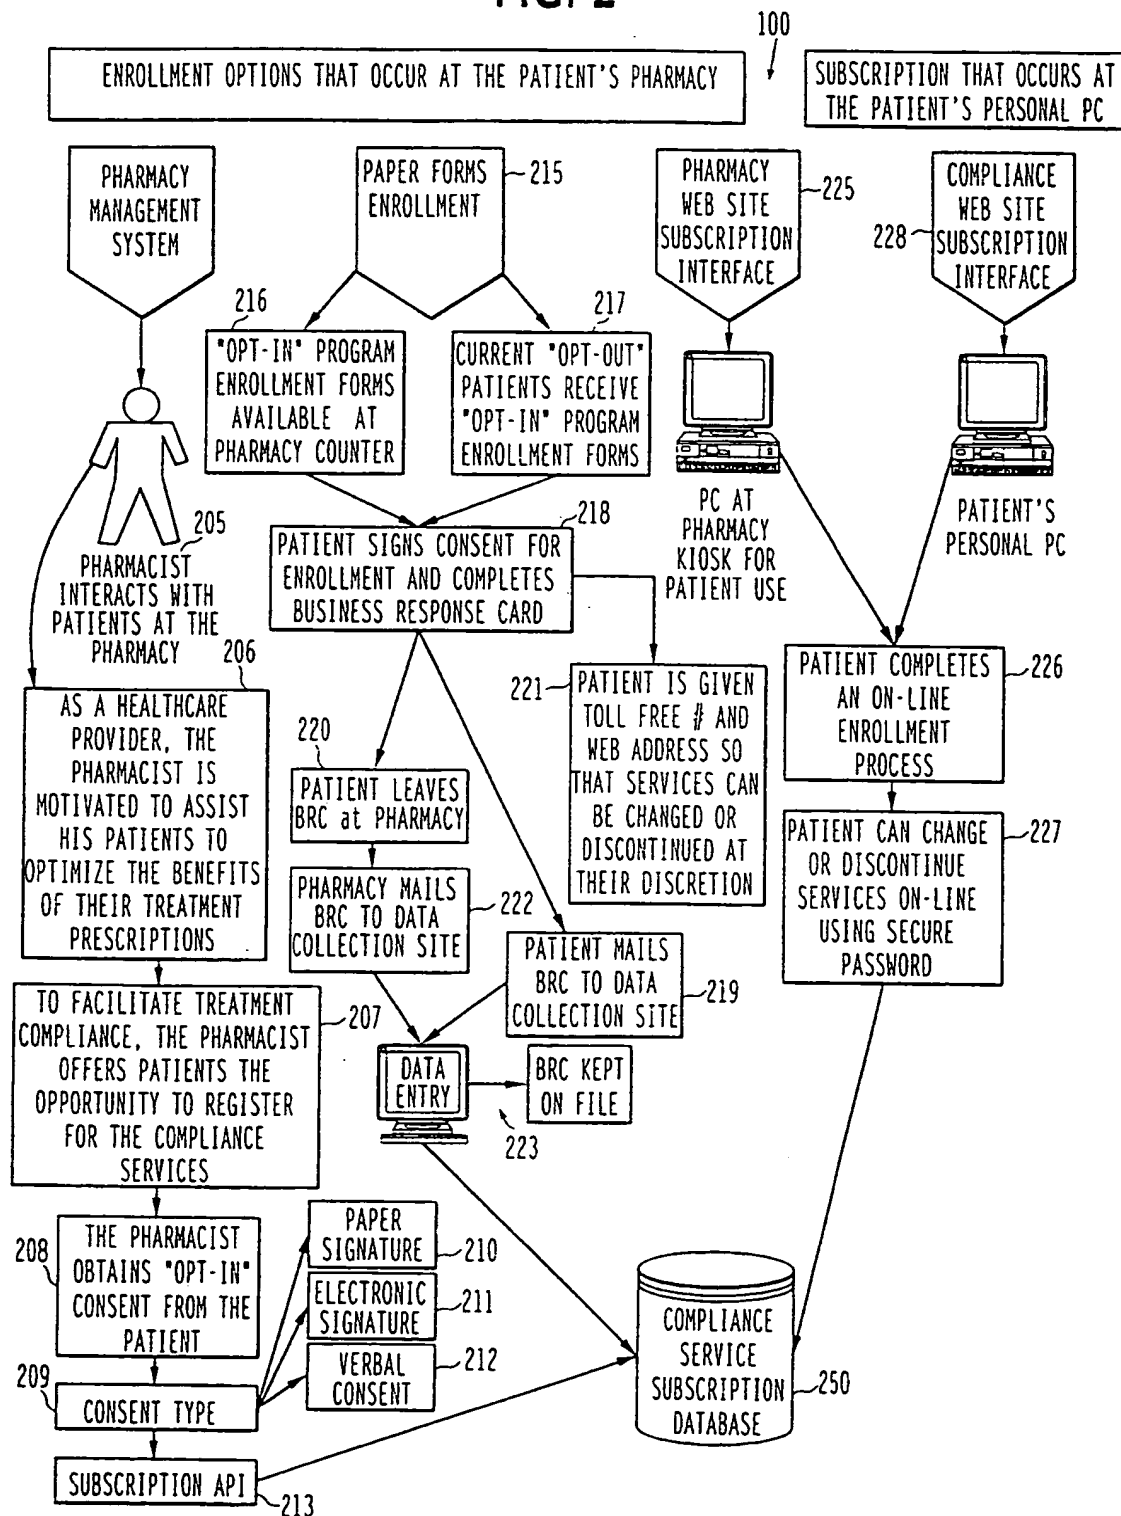 FIG. 2
100
ENROLLMENT OPTIONS THAT OCCUR AT THE PATIENT'S PHARMACY
SUBSCRIPTION THAT OCCURS AT
THE PATIENT'S PERSONAL PC
PHARMACY
MANAGEMENT
SYSTEM
PAPER FORMS
ENROLLMENT
215
PHARMACY
WEB SITE
SUBSCRIPTION
INTERFACE
225
COMPLIANCE
WEB SITE
SUBSCRIPTION
INTERFACE
228
216
"OPT-IN" PROGRAM
ENROLLMENT FORMS
AVAILABLE AT
PHARMACY COUNTER
217
CURRENT "OPT-OUT"
PATIENTS RECEIVE
"OPT-IN" PROGRAM
ENROLLMENT FORMS
PC AT
PHARMACY
KIOSK FOR
PATIENT USE
PATIENT'S
PERSONAL PC
205
PHARMACIST
INTERACTS WITH
PATIENTS AT THE
PHARMACY
218
PATIENT SIGNS CONSENT FOR
ENROLLMENT AND COMPLETES
BUSINESS RESPONSE CARD
206
AS A HEALTHCARE
PROVIDER, THE
PHARMACIST IS
MOTIVATED TO ASSIST
HIS PATIENTS TO
OPTIMIZE THE BENEFITS
OF THEIR TREATMENT
PRESCRIPTIONS
220
PATIENT LEAVES
BRC at PHARMACY
221
PATIENT IS GIVEN
TOLL FREE # AND
WEB ADDRESS SO
THAT SERVICES CAN
BE CHANGED OR
DISCONTINUED AT
THEIR DISCRETION
PATIENT COMPLETES
AN ON-LINE
ENROLLMENT
PROCESS
226
PATIENT CAN CHANGE
OR DISCONTINUE
SERVICES ON-LINE
USING SECURE
PASSWORD
227
PHARMACY MAILS
BRC TO DATA
COLLECTION SITE
222
PATIENT MAILS
BRC TO DATA
COLLECTION SITE
219
TO FACILITATE TREATMENT
COMPLIANCE, THE PHARMACIST
OFFERS PATIENTS THE
OPPORTUNITY TO REGISTER
FOR THE COMPLIANCE
SERVICES
207
DATA
ENTRY
BRC KEPT
ON FILE
223
208
THE PHARMACIST
OBTAINS "OPT-IN"
CONSENT FROM THE
PATIENT
PAPER
SIGNATURE
210
ELECTRONIC
SIGNATURE
211
VERBAL
CONSENT
212
209
CONSENT TYPE
SUBSCRIPTION API
213
COMPLIANCE
SERVICE
SUBSCRIPTION
DATABASE
250